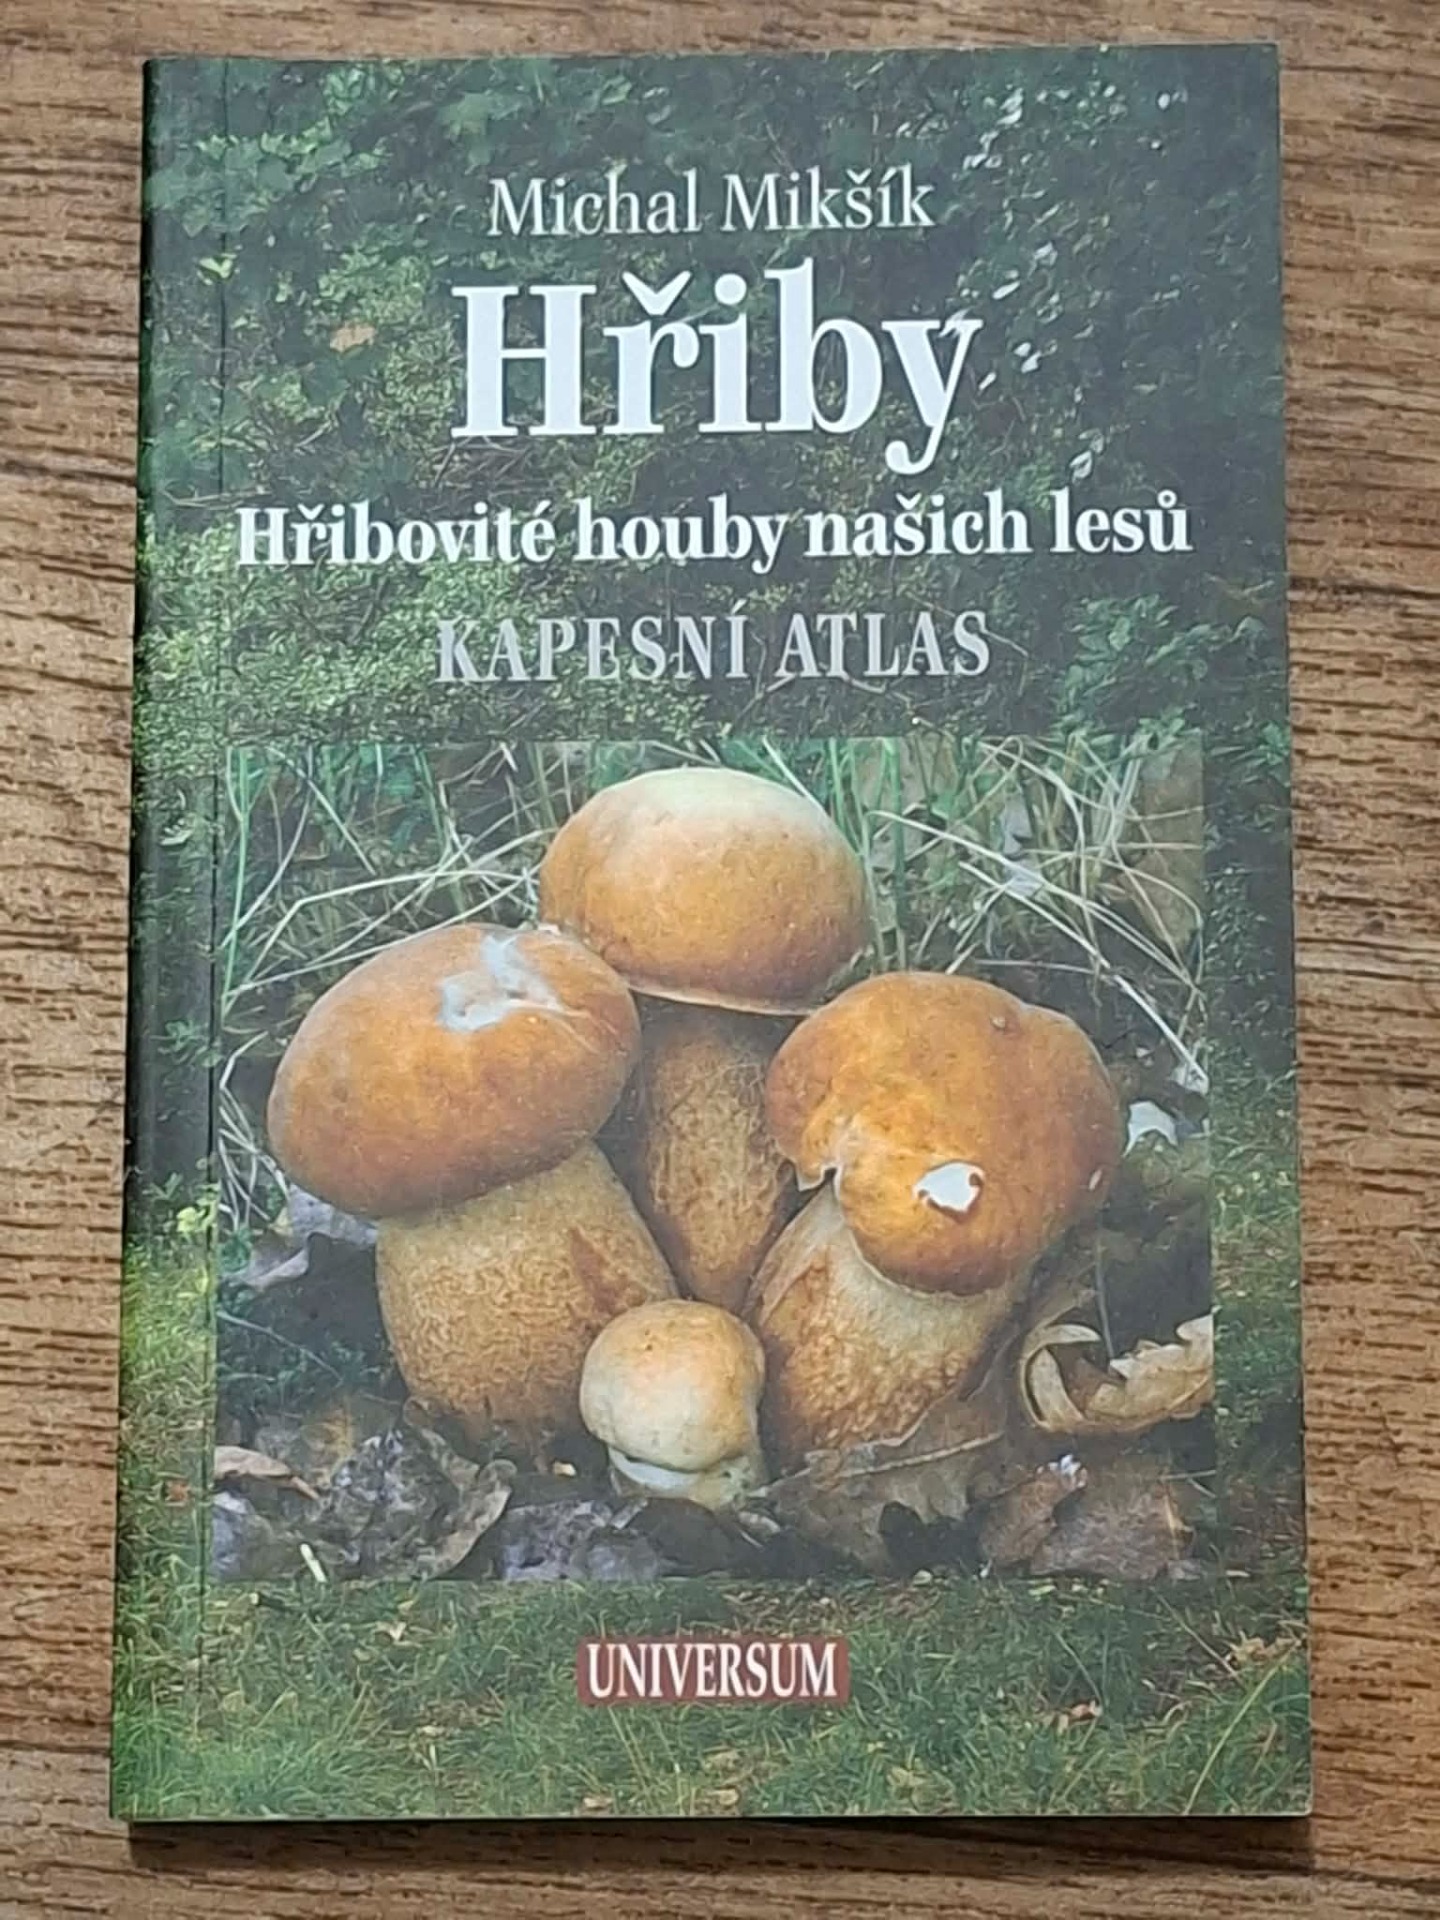 Michal Mikšík
Hřiby
Hřibovité houby našich lesů
KAPESNÍ ATLAS
UNIVERSUM